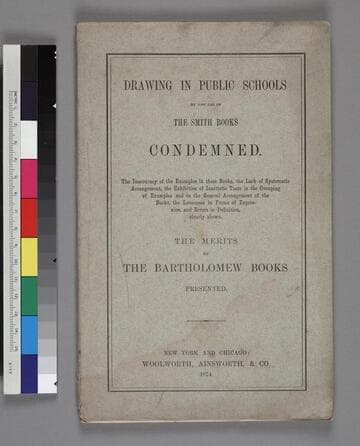 DRAWING IN PUBLIC SCHOOLS
BY THE USE OF
THE SMITH BOOKS
CONDEMNED.
The Inaccuracy of the Examples in these Books, the Lack of Systematic
Arrangement, the Exhibition of Inartistic Taste in the Grouping
of Examples and in the General Arrangement of the
Books, the Looseness in Forms of Expres-
sion, and Errors in Definition,
clearly shown.
THE MERITS
OF
THE BARTHOLOMEW BOOKS
PRESENTED.
NEW YORK AND CHICAGO:
WOOLWORTH, AINSWORTH, & CO.
1874.